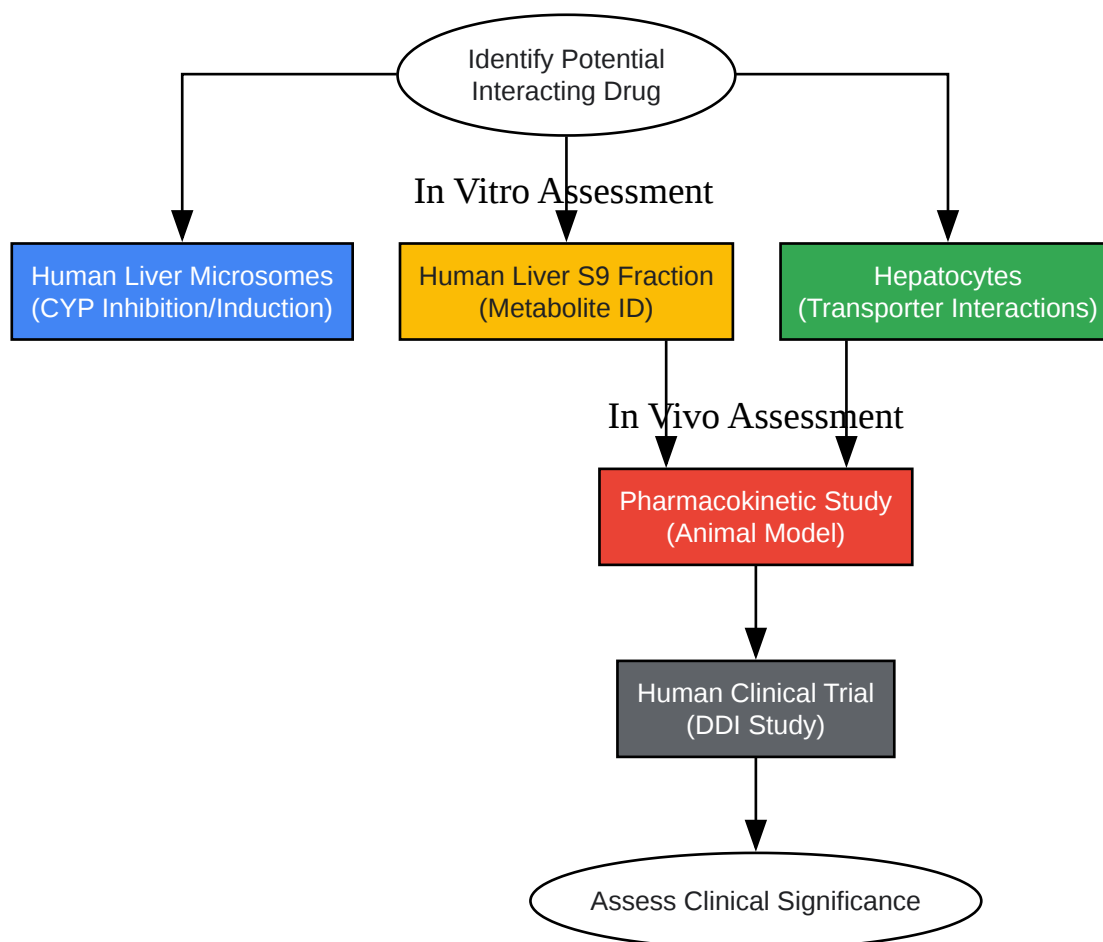 Identify Potential
Interacting Drug
In Vitro Assessment
Human Liver Microsomes
(CYP Inhibition/Induction)
Human Liver S9 Fraction
(Metabolite ID)
Hepatocytes
(Transporter Interactions)
In Vivo Assessment
Pharmacokinetic Study
(Animal Model)
Human Clinical Trial
(DDI Study)
Assess Clinical Significance